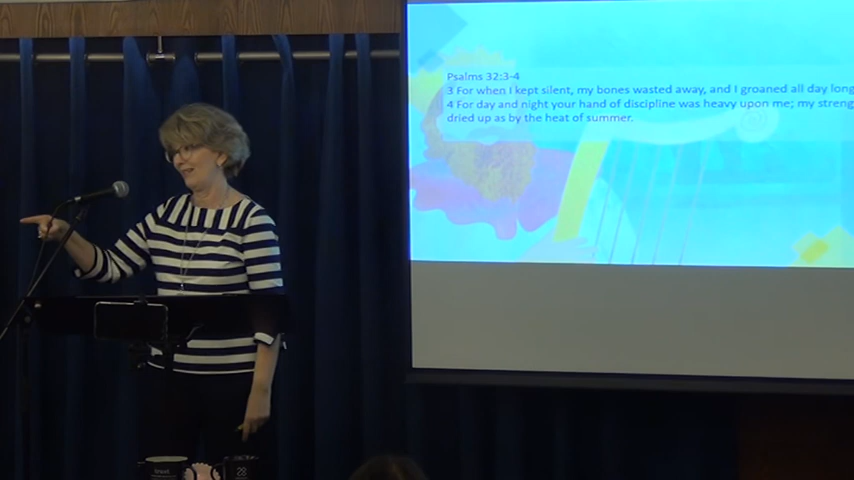 Psalms 32:3-4
3 For when I kept silent, my bones wasted away, and I groaned all day long
4 For day and night your hand of discipline was heavy upon me; my streng
dried up as by the heat of summer.
28